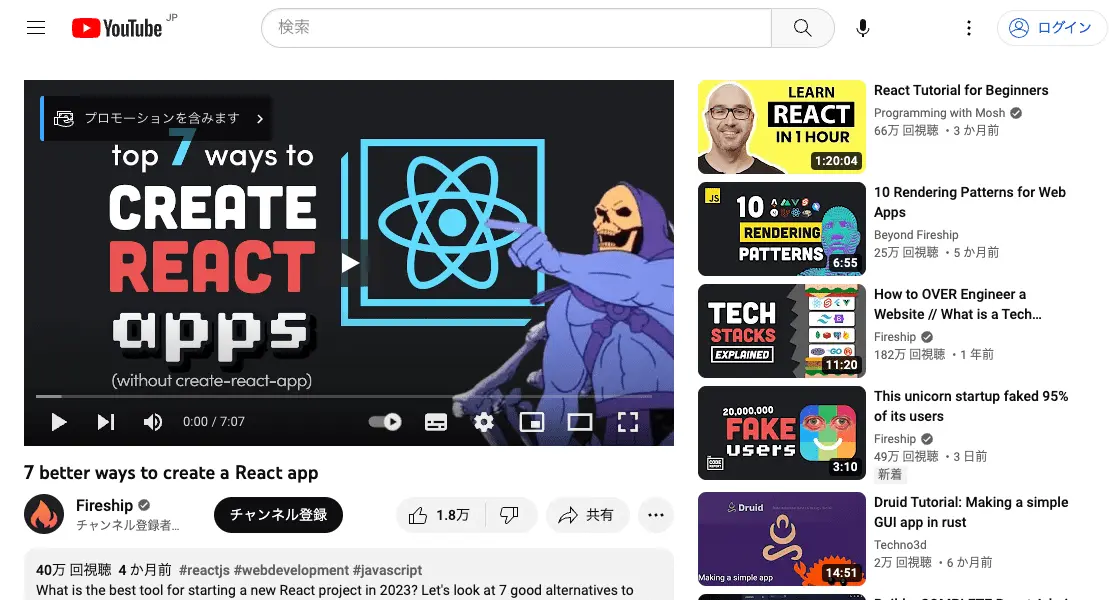 YouTube JP
検索
ログイン
プロモーションを含みます
top 7 ways to
CREATE
REACT
apps
(without create-react-app)
0:00 / 7:07
7 better ways to create a React app
Fireship
チャンネル登録者…
チャンネル登録
1.8万
共有
40万 回視聴 4 か月前 #reactjs #webdevelopment #javascript
What is the best tool for starting a new React project in 2023? Let's look at 7 good alternatives to
LEARN
REACT
IN 1 HOUR
1:20:04
React Tutorial for Beginners
Programming with Mosh
66万 回視聴 ・3 か月前
JS
10
RENDERING
PATTERNS
6:55
10 Rendering Patterns for Web
Apps
Beyond Fireship
25万 回視聴 ・5 か月前
TECH
STACKS
EXPLAINED
11:20
How to OVER Engineer a
Website // What is a Tech…
Fireship
182万 回視聴 ・1 年前
20,000,000
FAKE
users
CODE
REPORT
3:10
This unicorn startup faked 95%
of its users
Fireship
49万 回視聴 ・3 日前
新着
Druid
Making a simple app
14:51
Druid Tutorial: Making a simple
GUI app in rust
Techno3d
2万 回視聴 ・6 か月前